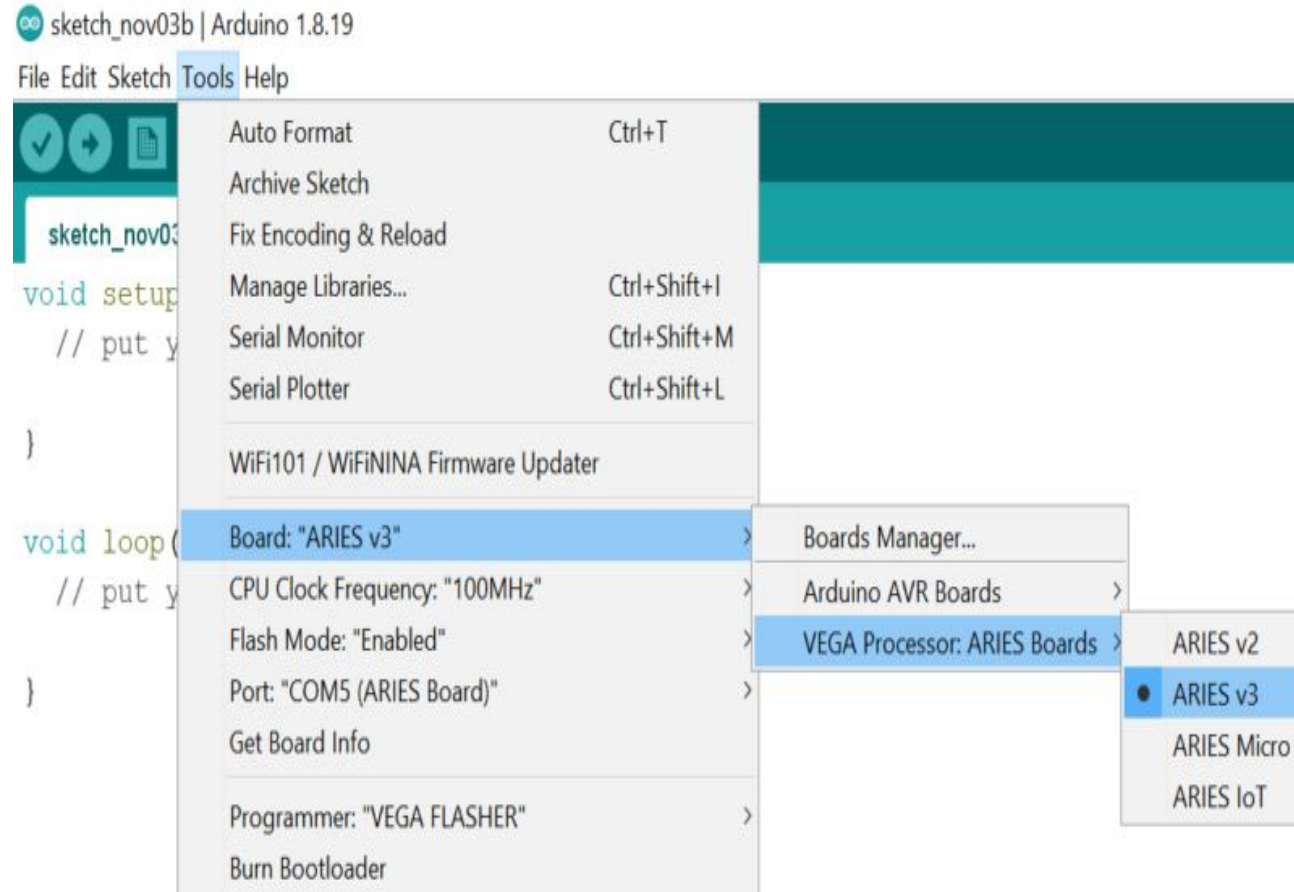 sketch_nov03b | Arduino 1.8.19
File Edit Sketch Tools Help
Auto Format Ctrl+T
Archive Sketch
sketch_nov03
Fix Encoding & Reload
void setup
Manage Libraries... Ctrl+Shift+I
// put y
Serial Monitor Ctrl+Shift+M
Serial Plotter Ctrl+Shift+L
}
WiFi101 / WiFiNINA Firmware Updater
void loop(
Board: "ARIES v3"
Boards Manager...
// put y
CPU Clock Frequency: "100MHz"
Arduino AVR Boards
Flash Mode: "Enabled"
VEGA Processor: ARIES Boards
ARIES v2
}
Port: "COM5 (ARIES Board)"
ARIES v3
Get Board Info
ARIES Micro
ARIES IoT
Programmer: "VEGA FLASHER"
Burn Bootloader